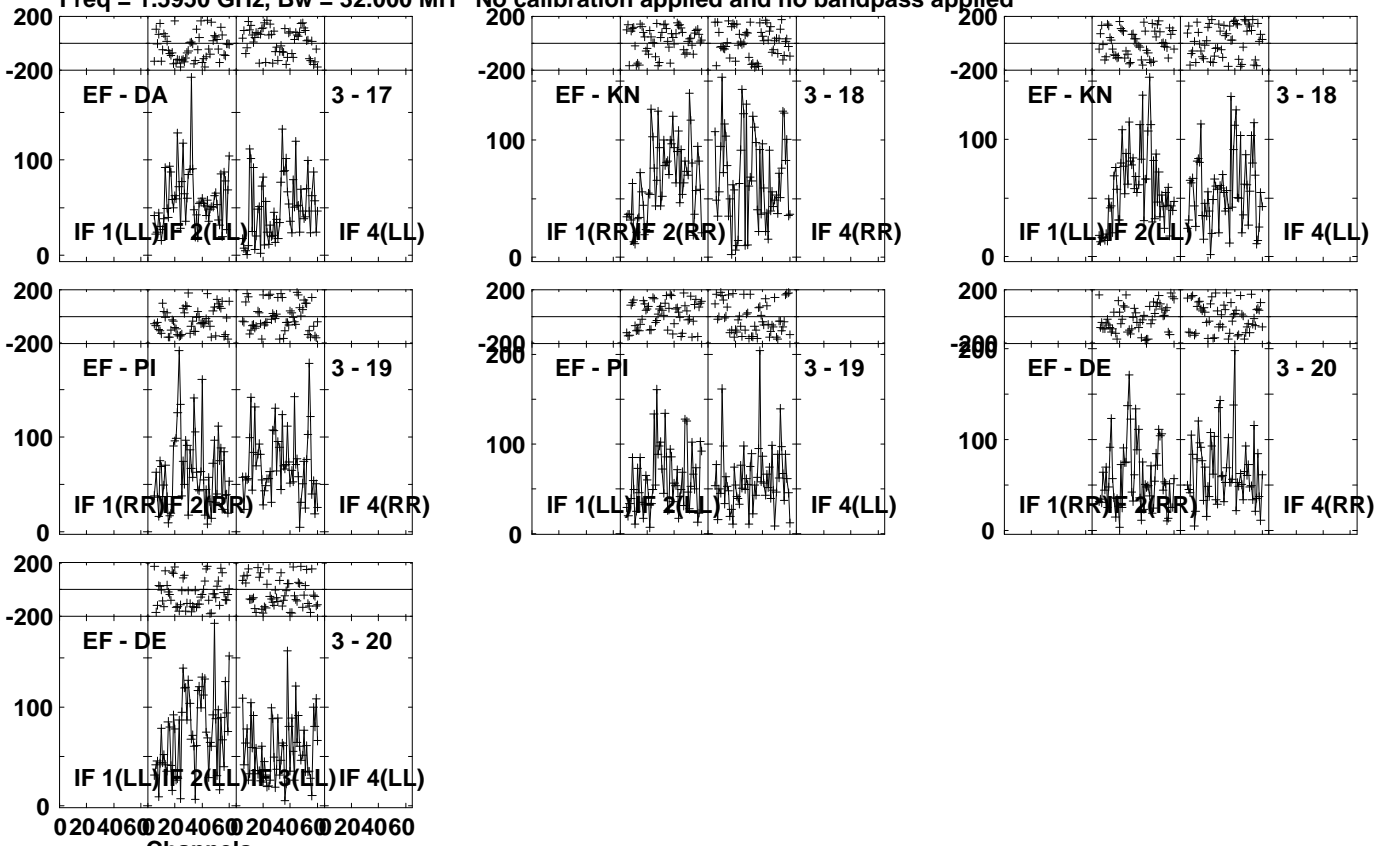 Freq = 1.5950 GHz, Bw = 32.000 MH No calibration applied and no bandpass applied
200 200 200
-200 -200 -200
EF - DA 3 - 17 EF - KN 3 - 18 EF - KN 3 - 18
100 100 100
IF 1(LL) IF 2(LL) IF 4(LL) IF 1(RR) IF 2(RR) IF 4(RR) IF 1(LL) IF 2(LL) IF 4(LL)
0 0 0
200 200 200
-200 -200 -200
200 200
EF - PI 3 - 19 EF - PI 3 - 19 EF - DE 3 - 20
100 100 100
IF 1(RR) IF 2(RR) IF 4(RR) IF 1(LL) IF 2(LL) IF 4(LL) IF 1(RR) IF 2(RR) IF 4(RR)
0 0 0
200
-200
EF - DE 3 - 20
100
IF 1(LL) IF 2(LL) IF 3(LL) IF 4(LL)
0
0 20 40 60 0 20 40 60 0 20 40 60 0 20 40 60
Channels